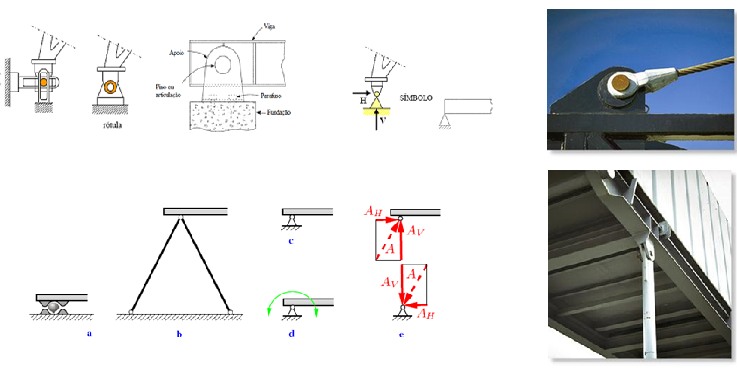 Viga
Apoio
Pino ou
articulação
Parafuso
Fundação
rótula
H
V
SÍMBOLO
A_H
A_V
A
A_V
A
A_H
a
b
c
d
e